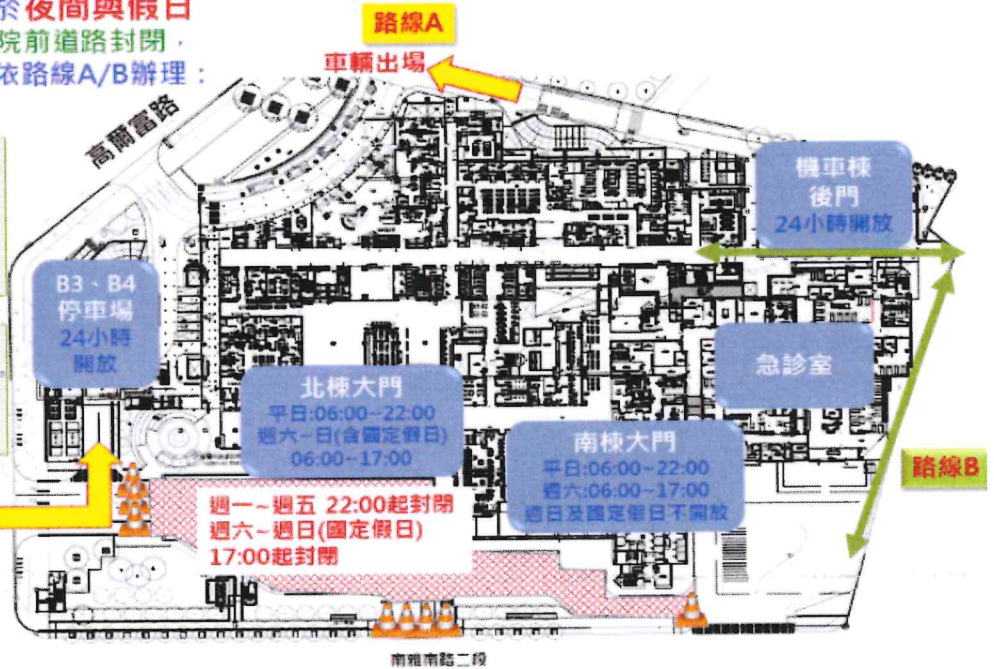 於夜間與假日
院前道路封閉，
依路線A/B辦理：
路線A
車輛出場
高爾富路
機車棟
後門
24小時開放
B3、B4
停車場
24小時
開放
急診室
北棟大門
平日:06:00~22:00
週六~日(含國定假日)
06:00~17:00
南棟大門
平日:06:00~22:00
週六:06:00~17:00
週日及國定假日不開放
路線B
週一~週五 22:00起封閉
週六~週日(國定假日)
17:00起封閉
南雅南路二段